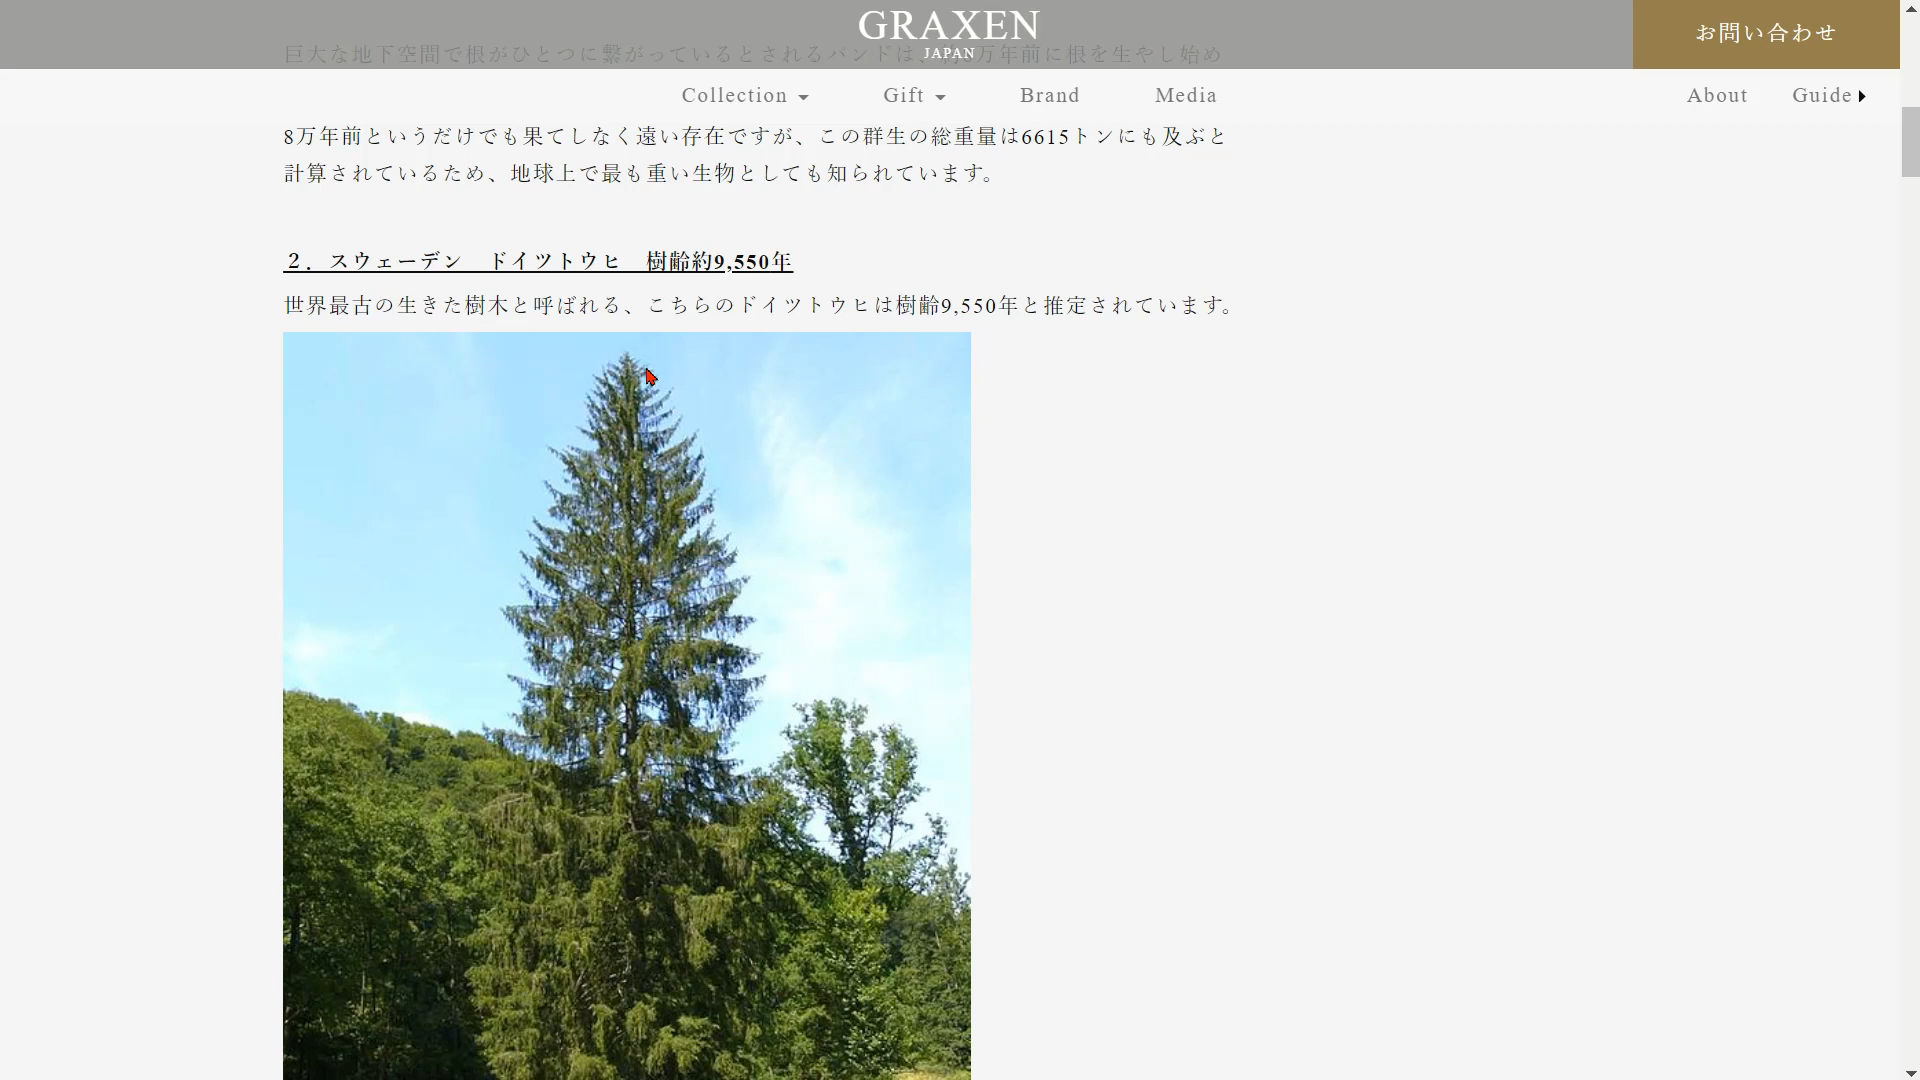 GRAXEN
JAPAN
お問い合わせ
巨大な地下空間で根がひとつに繋がっているとされるバンドは、約8万年前に根を生やし始め
Collection
Gift
Brand
Media
About
Guide
8万年前というだけでも果てしなく遠い存在ですが、この群生の総重量は6615トンにも及ぶと
計算されているため、地球上で最も重い生物としても知られています。
２．スウェーデン　ドイツトウヒ　樹齢約9,550年
世界最古の生きた樹木と呼ばれる、こちらのドイツトウヒは樹齢9,550年と推定されています。